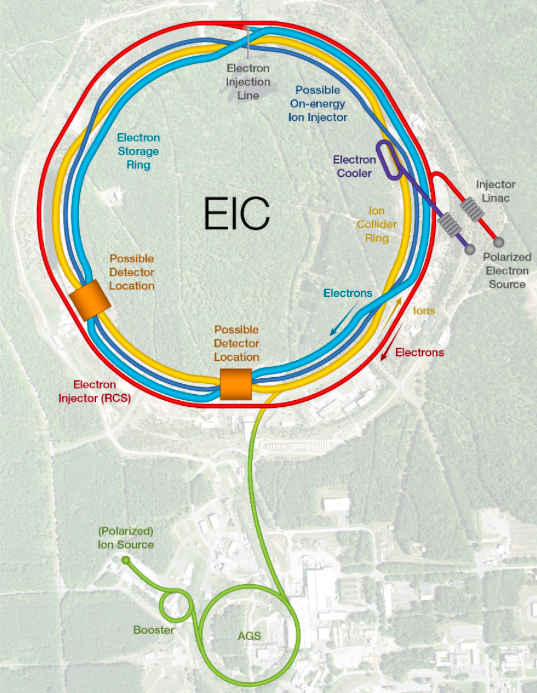 Electron
Injection
Line
Possible
On-energy
Ion Injector
Electron
Storage
Ring
Electron
Cooler
Injector
Linac
EIC
Ion
Collider
Ring
Polarized
Electron
Source
Possible
Detector
Location
Electrons
Ions
Possible
Detector
Location
Electrons
Electron
Injector (RCS)
(Polarized)
Ion Source
Booster
AGS